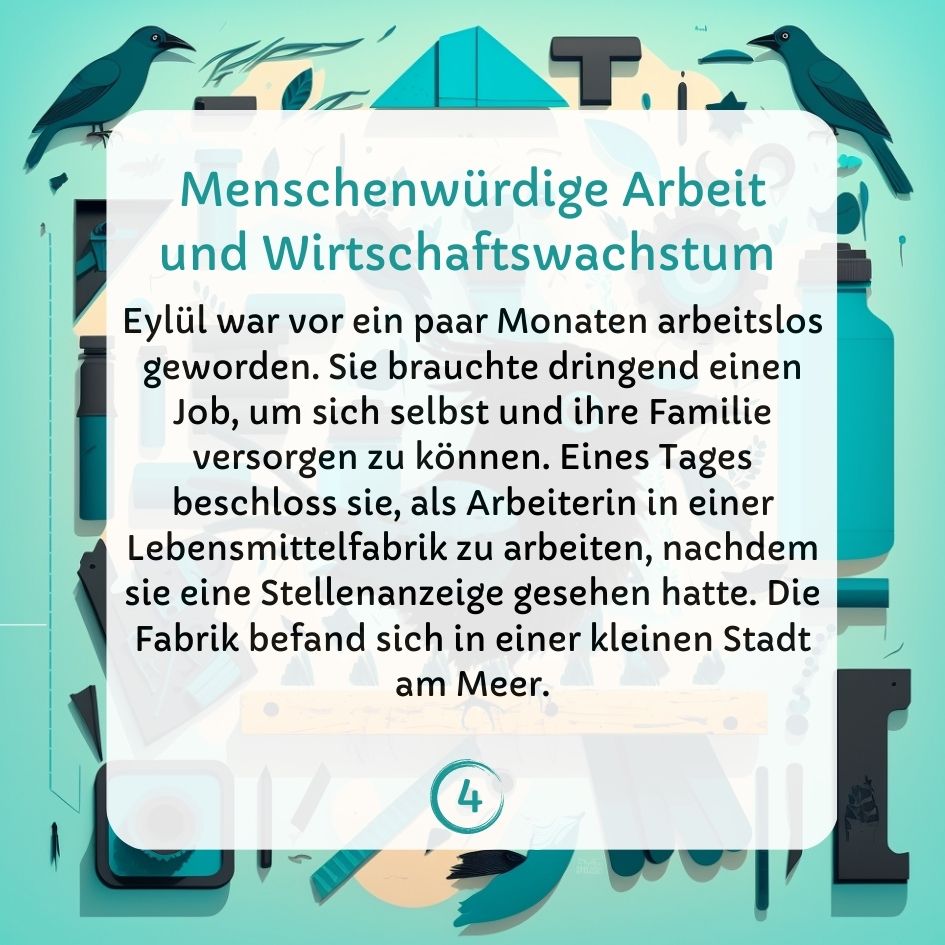 Menschenwürdige Arbeit
und Wirtschaftswachstum
Eylül war vor ein paar Monaten arbeitslos
geworden. Sie brauchte dringend einen
Job, um sich selbst und ihre Familie
versorgen zu können. Eines Tages
beschloss sie, als Arbeiterin in einer
Lebensmittelfabrik zu arbeiten, nachdem
sie eine Stellenanzeige gesehen hatte. Die
Fabrik befand sich in einer kleinen Stadt
am Meer.
4